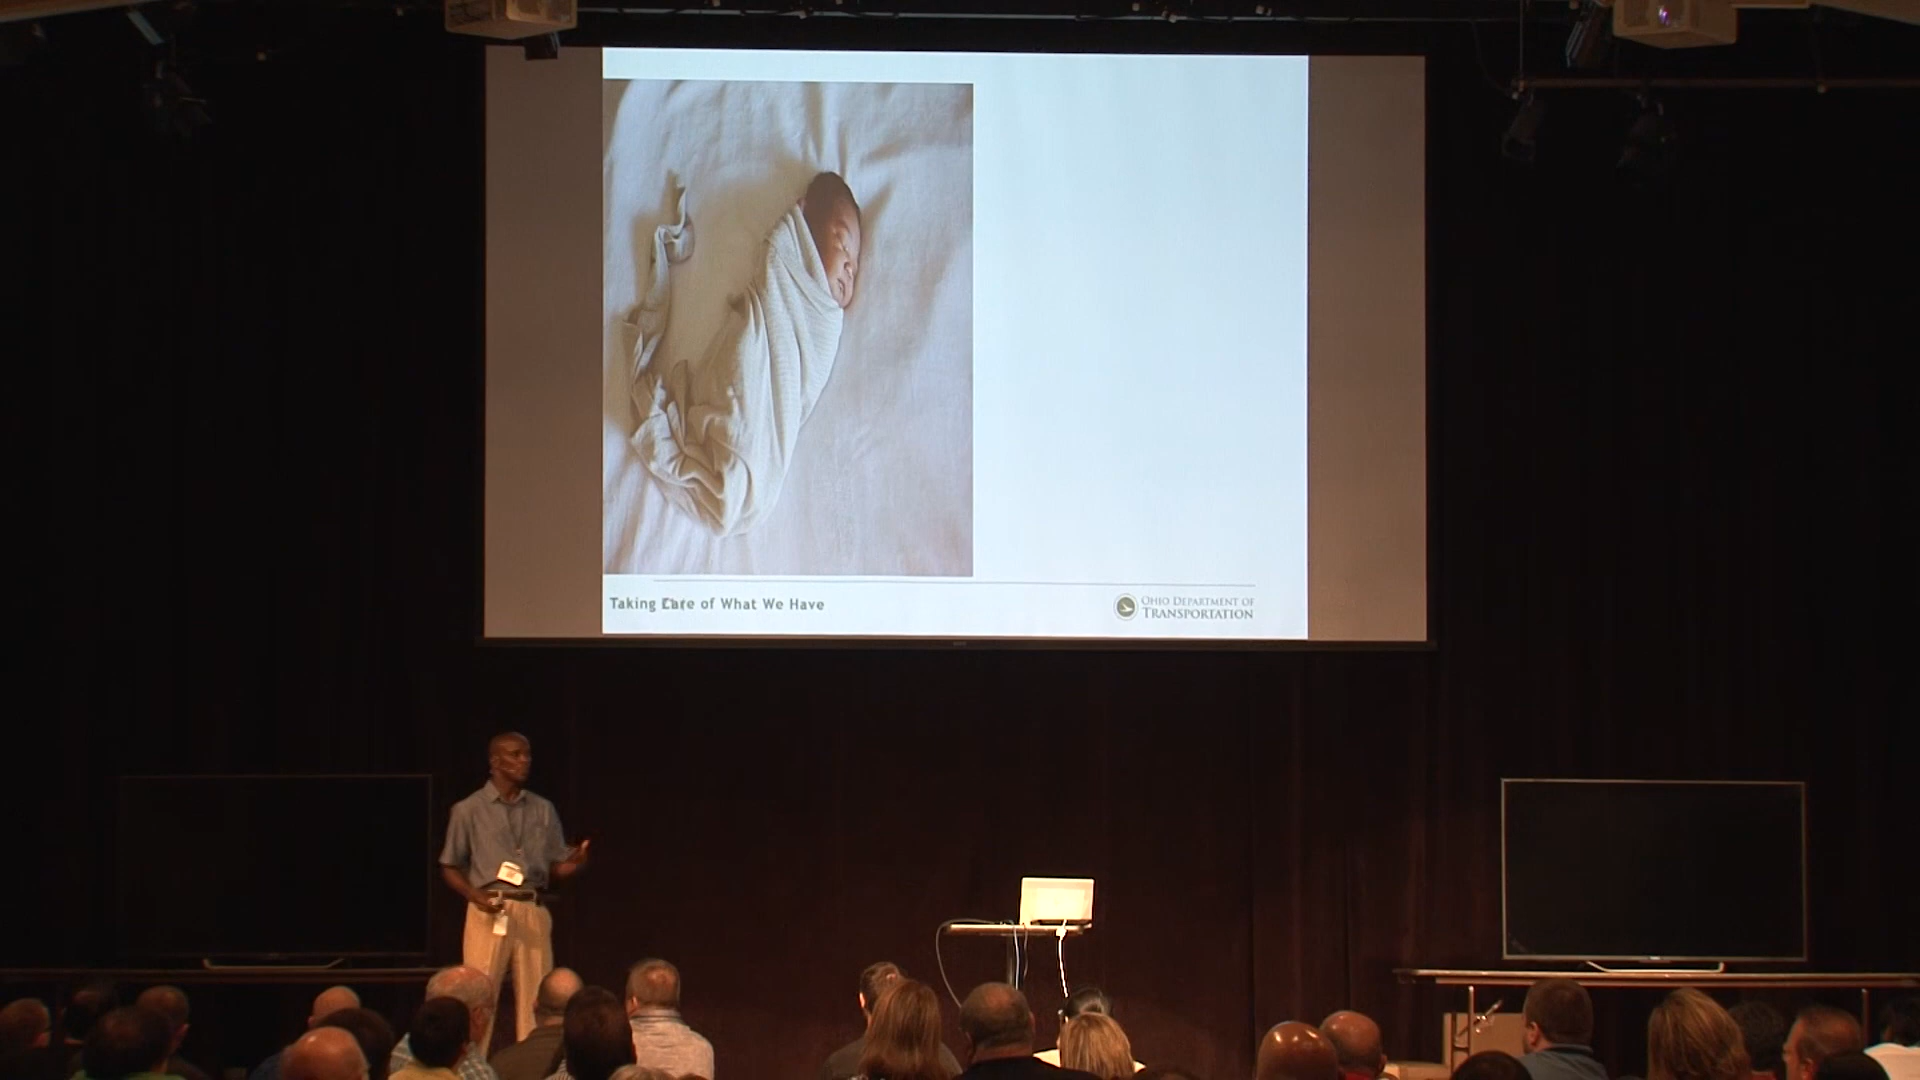 Taking Care of What We Have
OHIO DEPARTMENT OF
TRANSPORTATION